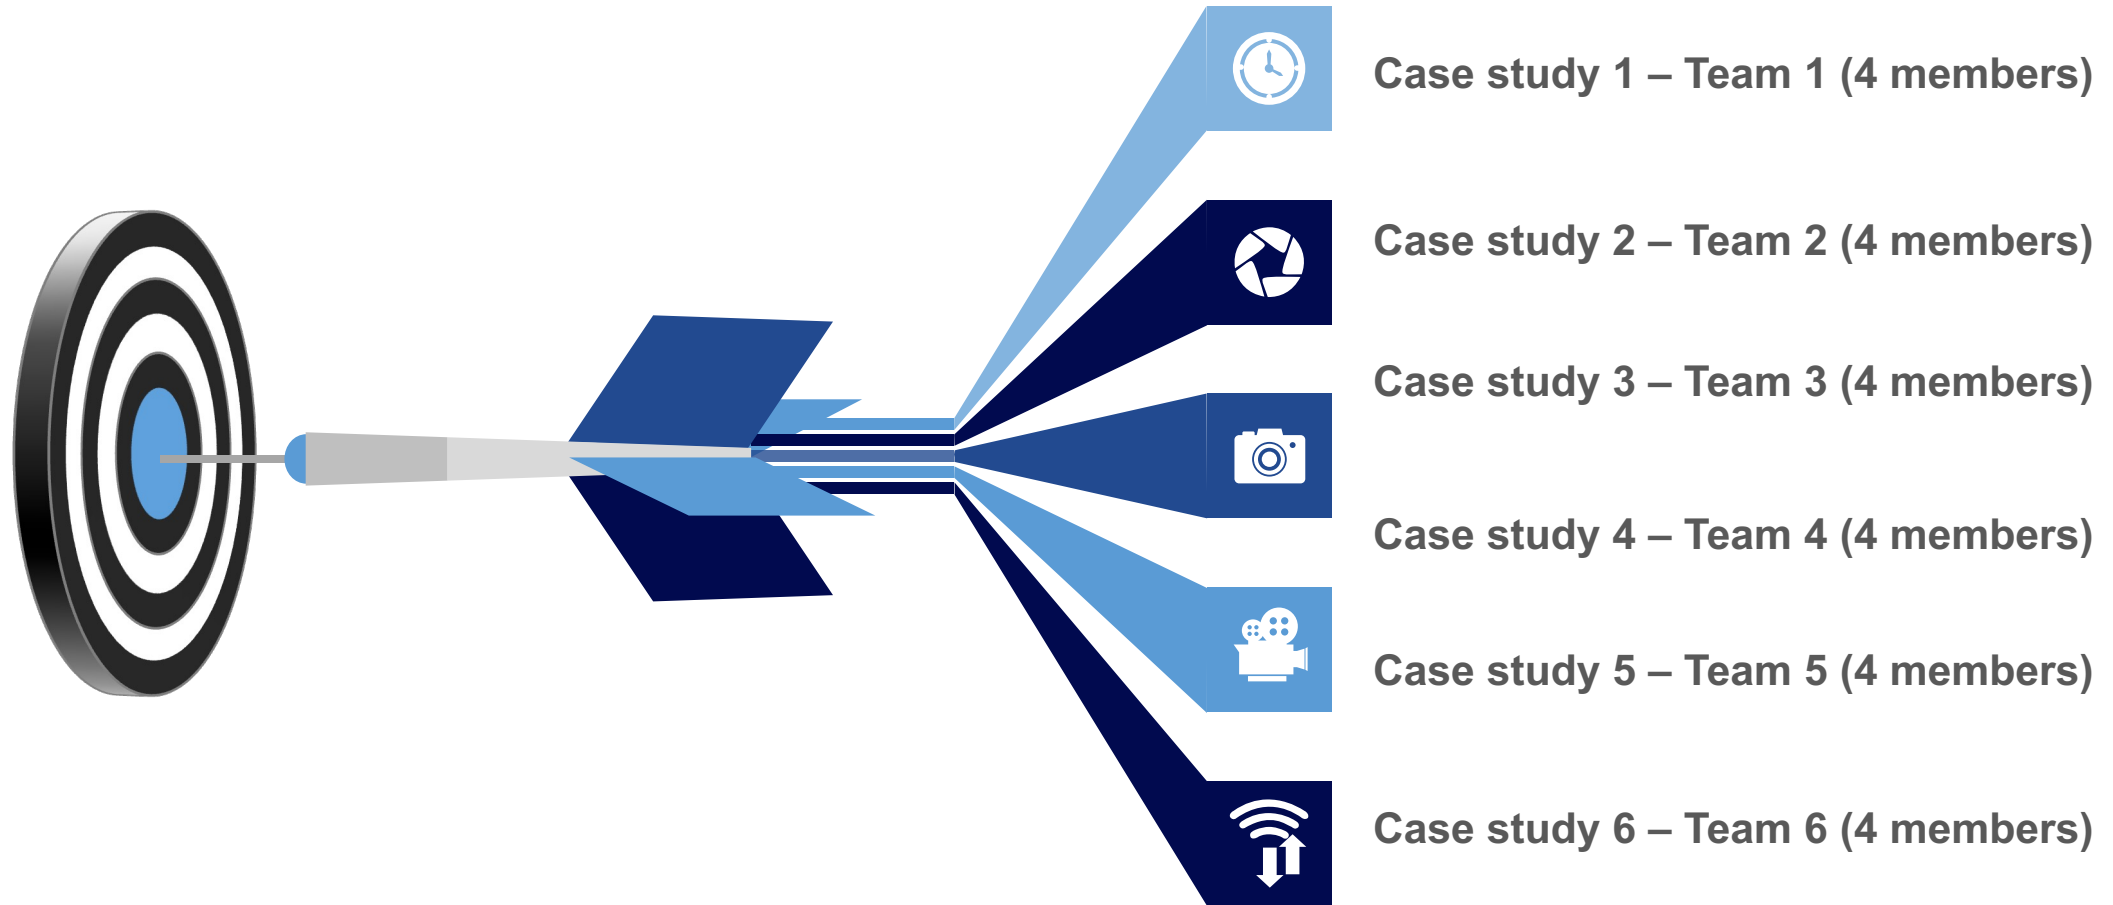 Case study 1 – Team 1 (4 members)
Case study 2 – Team 2 (4 members)
Case study 3 – Team 3 (4 members)
Case study 4 – Team 4 (4 members)
Case study 5 – Team 5 (4 members)
Case study 6 – Team 6 (4 members)